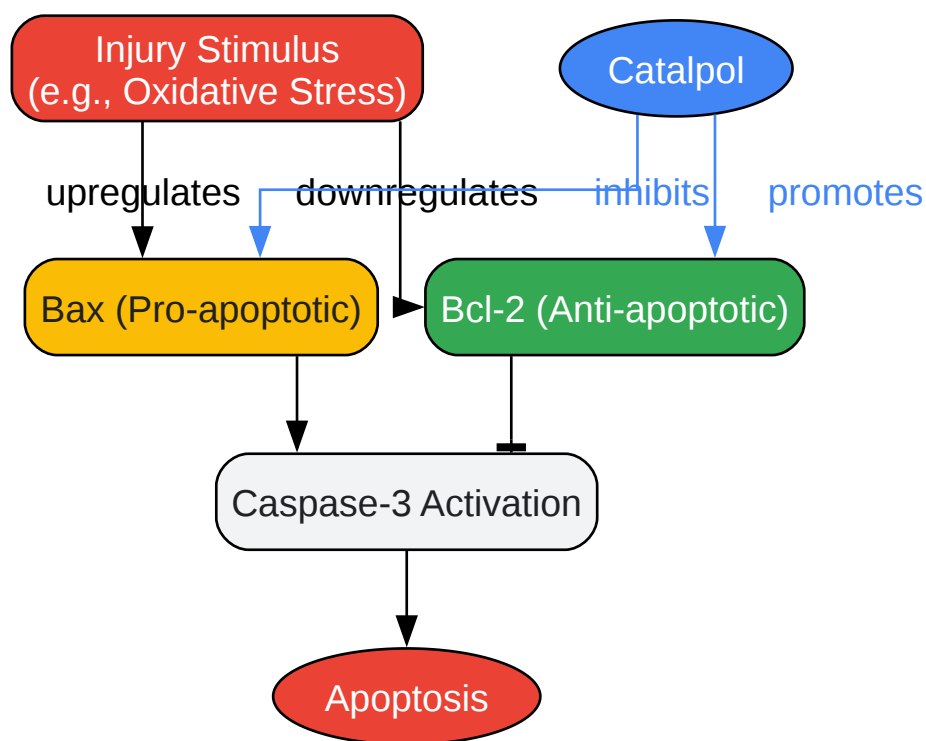 Injury Stimulus
(e.g., Oxidative Stress)
Catalpol
upregulates
downregulates
inhibits
promotes
Bax (Pro-apoptotic)
Bcl-2 (Anti-apoptotic)
Caspase-3 Activation
Apoptosis